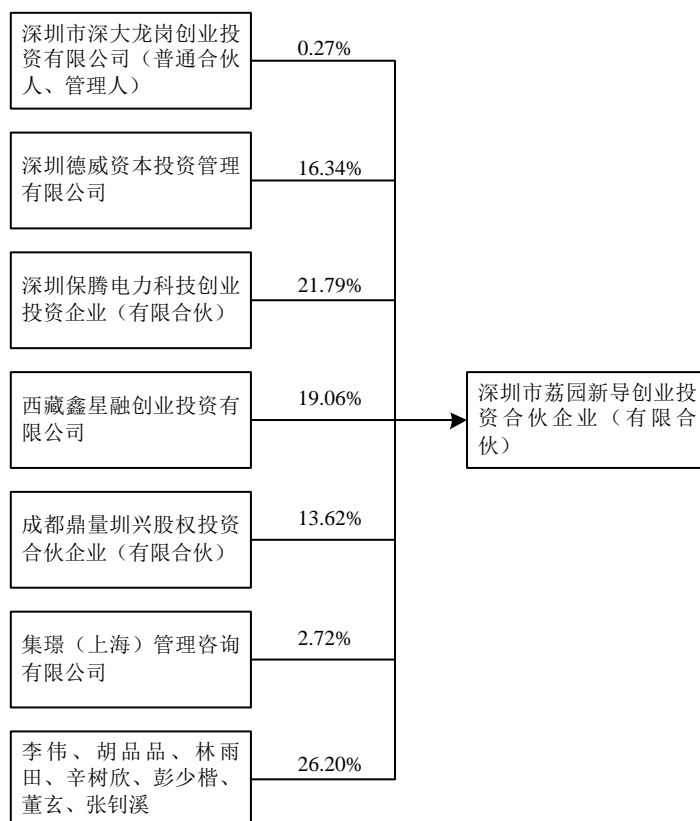 深圳市深大龙岗创业投
资有限公司（普通合伙
人、管理人）
0.27%
深圳德威资本投资管理
有限公司
16.34%
深圳保腾电力科技创业
投资企业（有限合伙）
21.79%
西藏鑫星融创业投资有
限公司
19.06%
深圳市荔园新导创业投
资合伙企业（有限合
伙）
成都鼎量圳兴股权投资
合伙企业（有限合伙）
13.62%
集璟（上海）管理咨询
有限公司
2.72%
李伟、胡品品、林雨
田、辛树欣、彭少楷、
董玄、张钊溪
26.20%